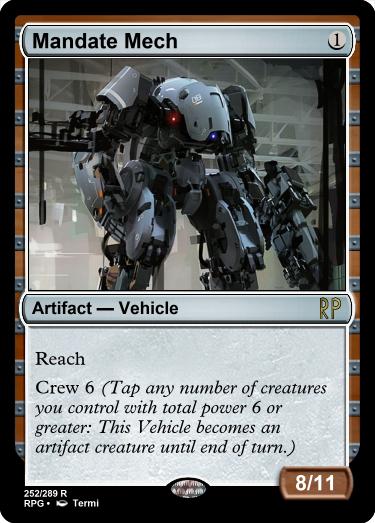 Mandate Mech 1
Artifact — Vehicle RP
Reach
Crew 6 (Tap any number of creatures
you control with total power 6 or
greater: This Vehicle becomes an
artifact creature until end of turn.)
8/11
252/289 R
RPG • Termi